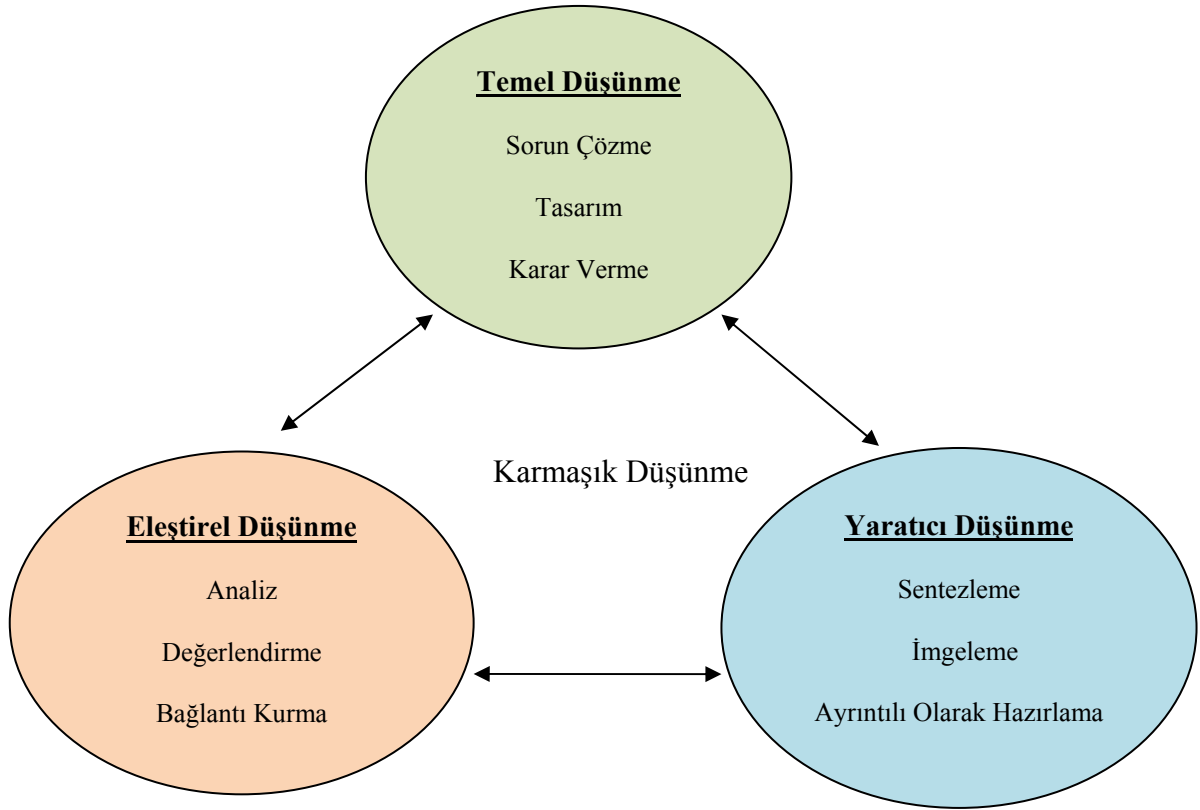 Temel Düşünme
Sorun Çözme
Tasarım
Karar Verme
Karmaşık Düşünme
Eleştirel Düşünme
Analiz
Değerlendirme
Bağlantı Kurma
Yaratıcı Düşünme
Sentezleme
İmgeleme
Ayrıntılı Olarak Hazırlama